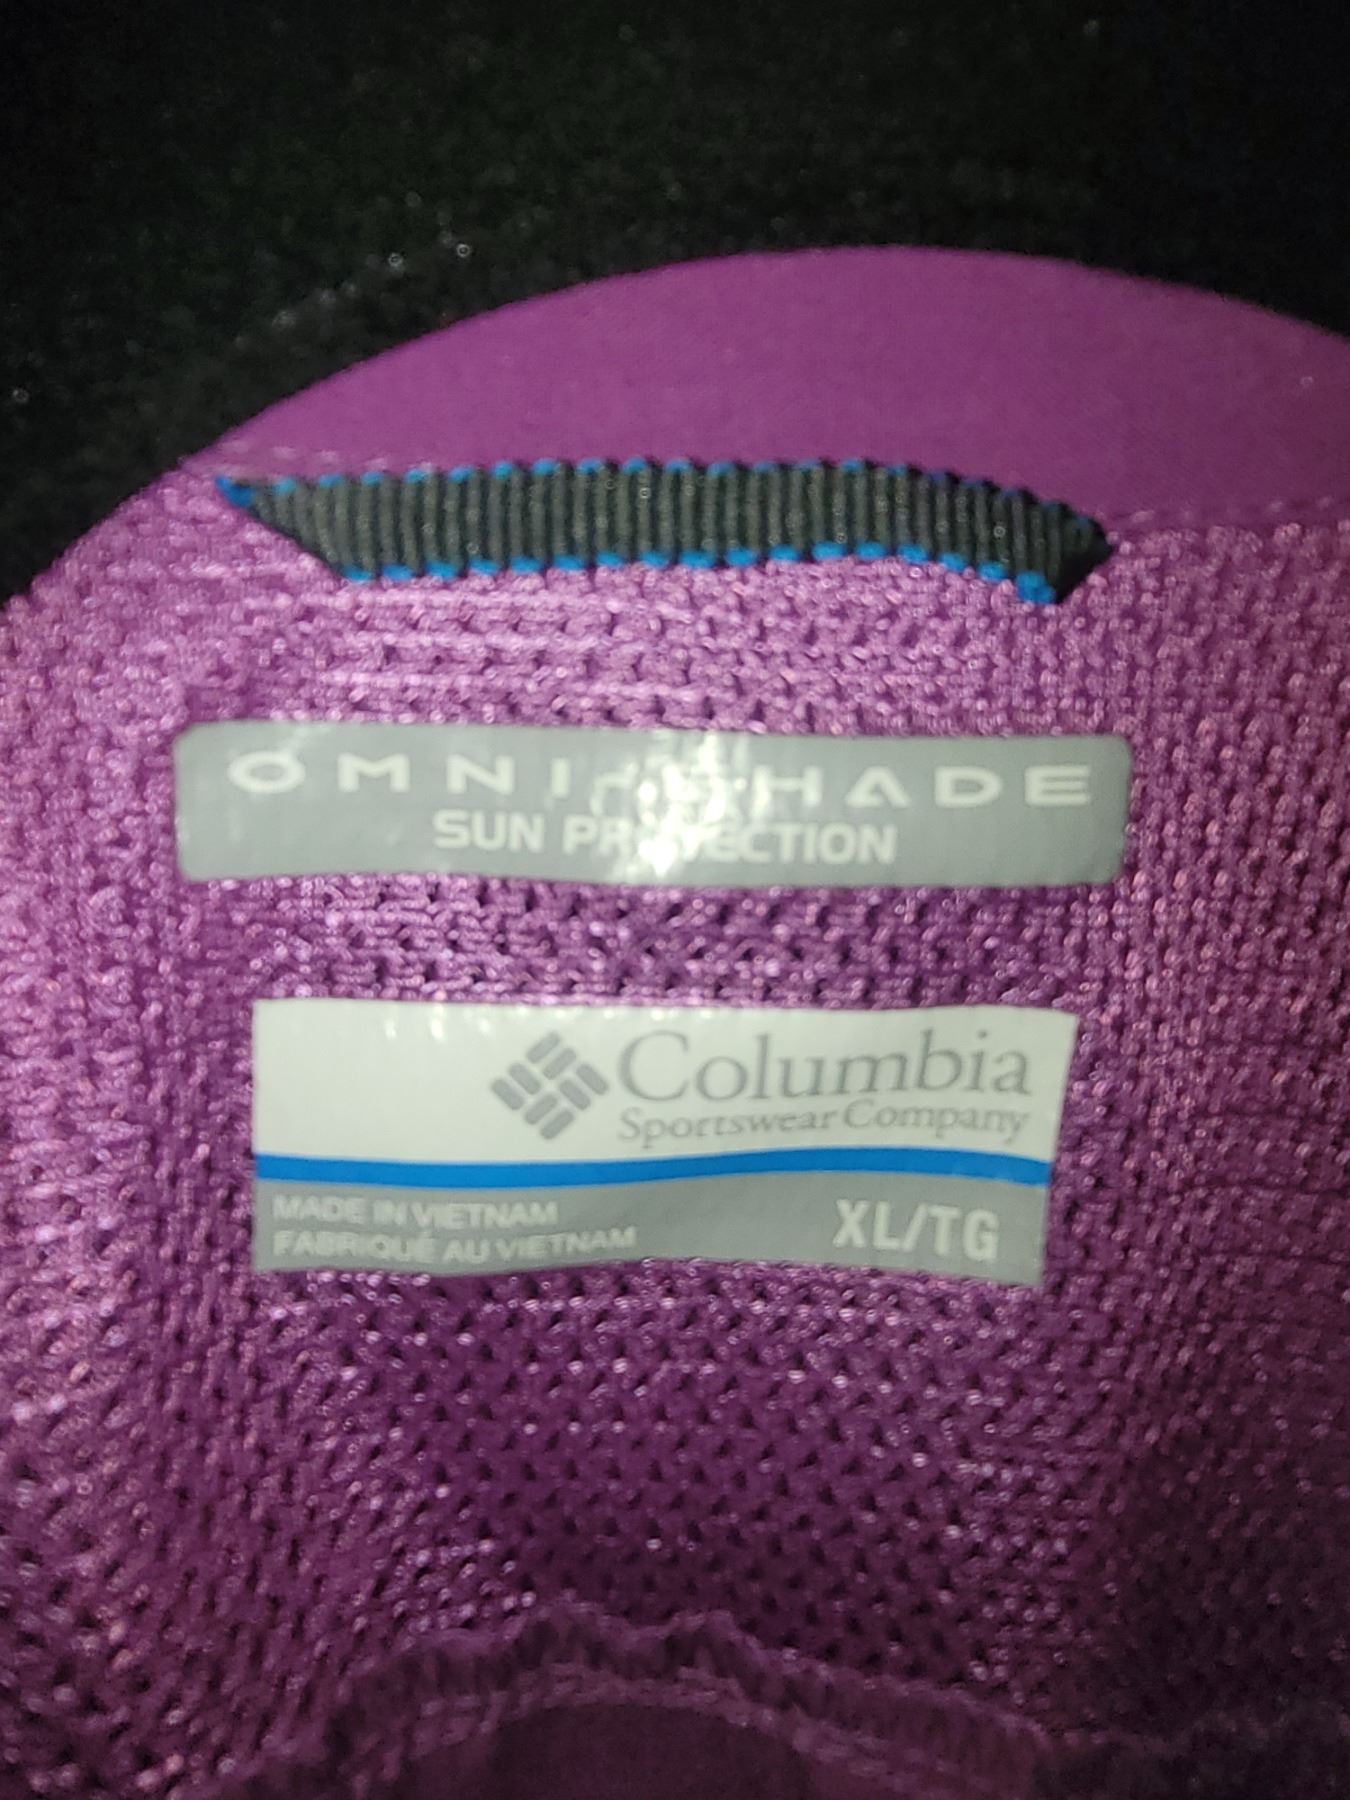 OMNI-SHADE
SUN PROTECTION
Columbia
Sportswear Company
MADE IN VIETNAM
FABRIQUÉ AU VIETNAM
XL/TG